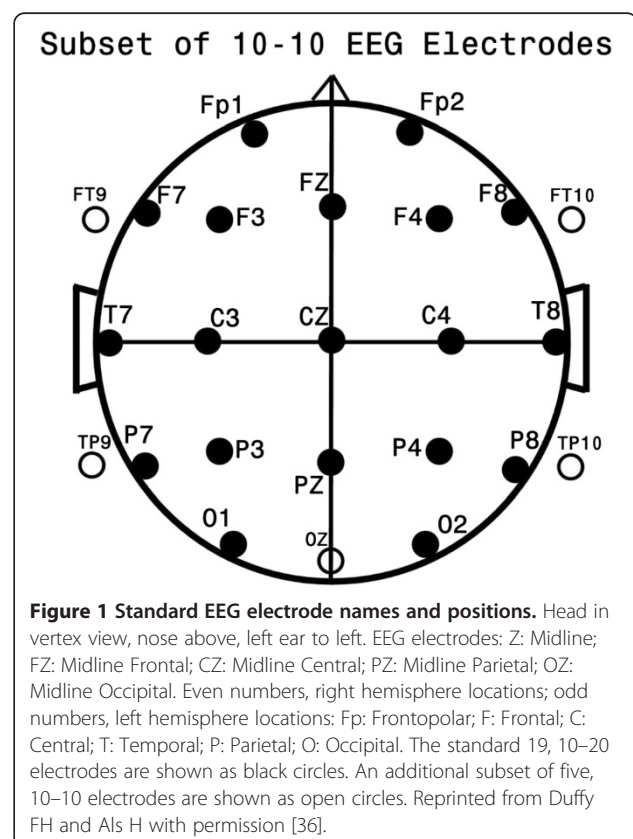 Subset of 10-10 EEG Electrodes
Fp1 Fp2
FT9 F7 F3 FZ F4 F8 FT10
T7 C3 CZ C4 T8
TP9 P7 P3 PZ P4 P8 TP10
O1 OZ O2
Figure 1 Standard EEG electrode names and positions. Head in
vertex view, nose above, left ear to left. EEG electrodes: Z: Midline;
FZ: Midline Frontal; CZ: Midline Central; PZ: Midline Parietal; OZ:
Midline Occipital. Even numbers, right hemisphere locations; odd
numbers, left hemisphere locations: Fp: Frontopolar; F: Frontal; C:
Central; T: Temporal; P: Parietal; O: Occipital. The standard 19, 10–20
electrodes are shown as black circles. An additional subset of five,
10–10 electrodes are shown as open circles. Reprinted from Duffy
FH and Als H with permission [36].